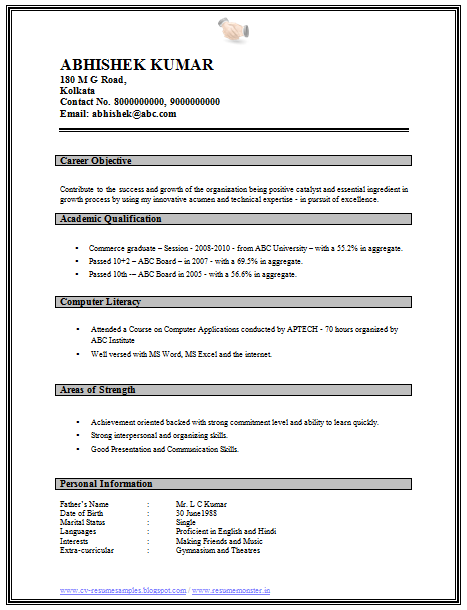 ABHISHEK KUMAR
180 M G Road,
Kolkata
Contact No. 8000000000, 9000000000
Email: abhishek@abc.com
Career Objective
Contribute to the success and growth of the organization being positive catalyst and essential ingredient in
growth process by using my innovative acumen and technical expertise - in pursuit of excellence.
Academic Qualification
• Commerce graduate – Session - 2008-2010 - from ABC University – with a 55.2% in aggregate.
• Passed 10+2 – ABC Board – in 2007 - with a 69.5% in aggregate.
• Passed 10th --- ABC Board in 2005 - with a 56.6% in aggregate.
Computer Literacy
• Attended a Course on Computer Applications conducted by APTECH - 70 hours organized by
ABC Institute
• Well versed with MS Word, MS Excel and the internet.
Areas of Strength
• Achievement oriented backed with strong commitment level and ability to learn quickly.
• Strong interpersonal and organizing skills.
• Good Presentation and Communication Skills.
Personal Information
Father's Name : Mr. L C Kumar
Date of Birth : 30 June1988
Marital Status : Single
Languages : Proficient in English and Hindi
Interests : Making Friends and Music
Extra-curricular : Gymnasium and Theatres
www.cv-resumesamples.blogspot.com / www.resumemonster.in